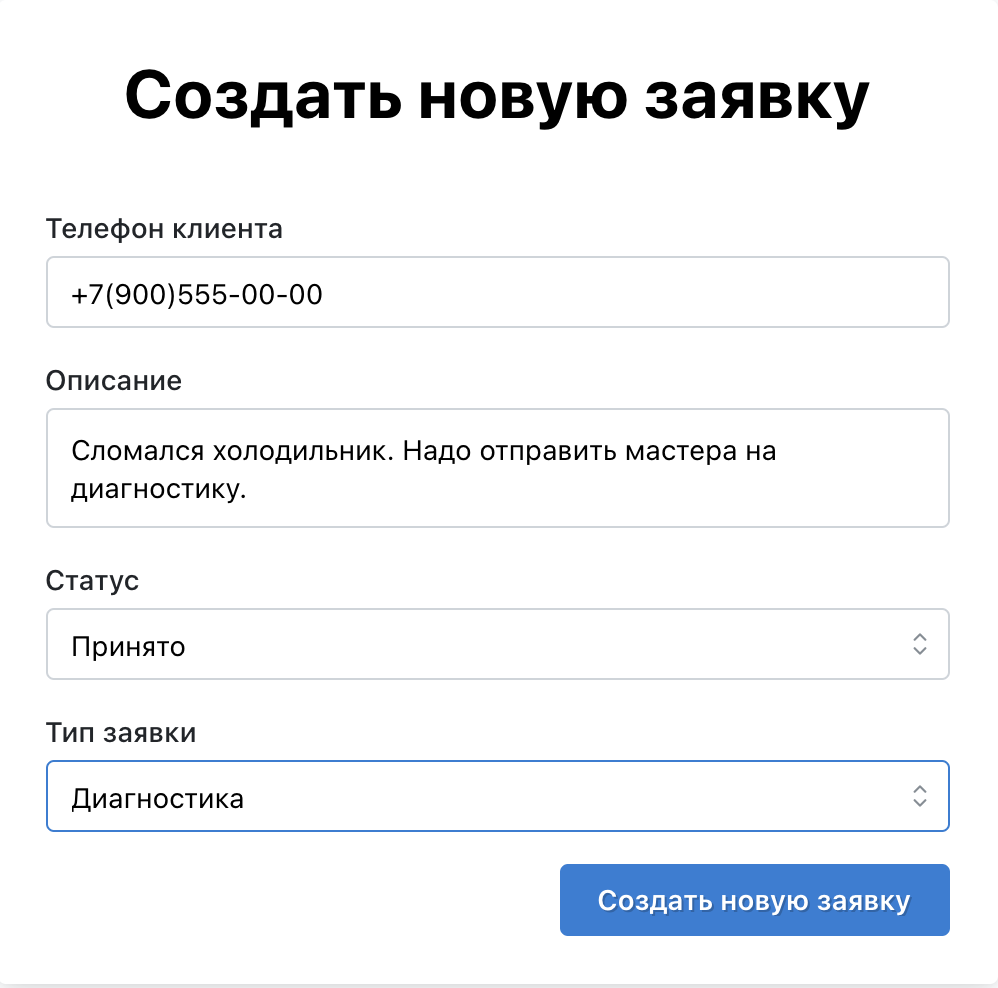 Создать новую заявку
Телефон клиента
+7(900)555-00-00
Описание
Сломался холодильник. Надо отправить мастера на
диагностику.
Статус
Принято
Тип заявки
Диагностика
Создать новую заявку